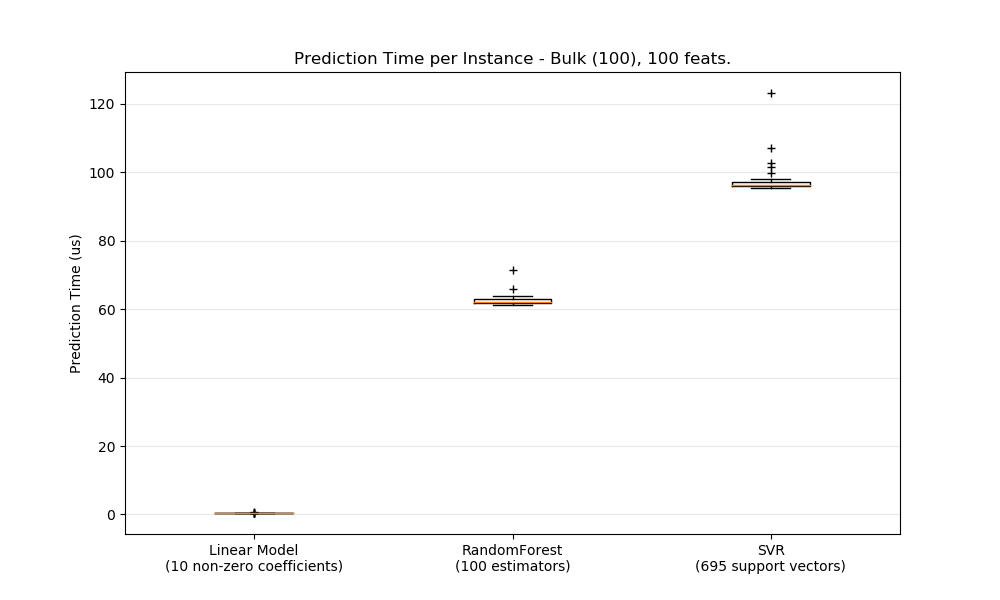 Prediction Time per Instance - Bulk (100), 100 feats.
Prediction Time (us)
120
100
80
60
40
20
0
Linear Model
(10 non-zero coefficients)
RandomForest
(100 estimators)
SVR
(695 support vectors)